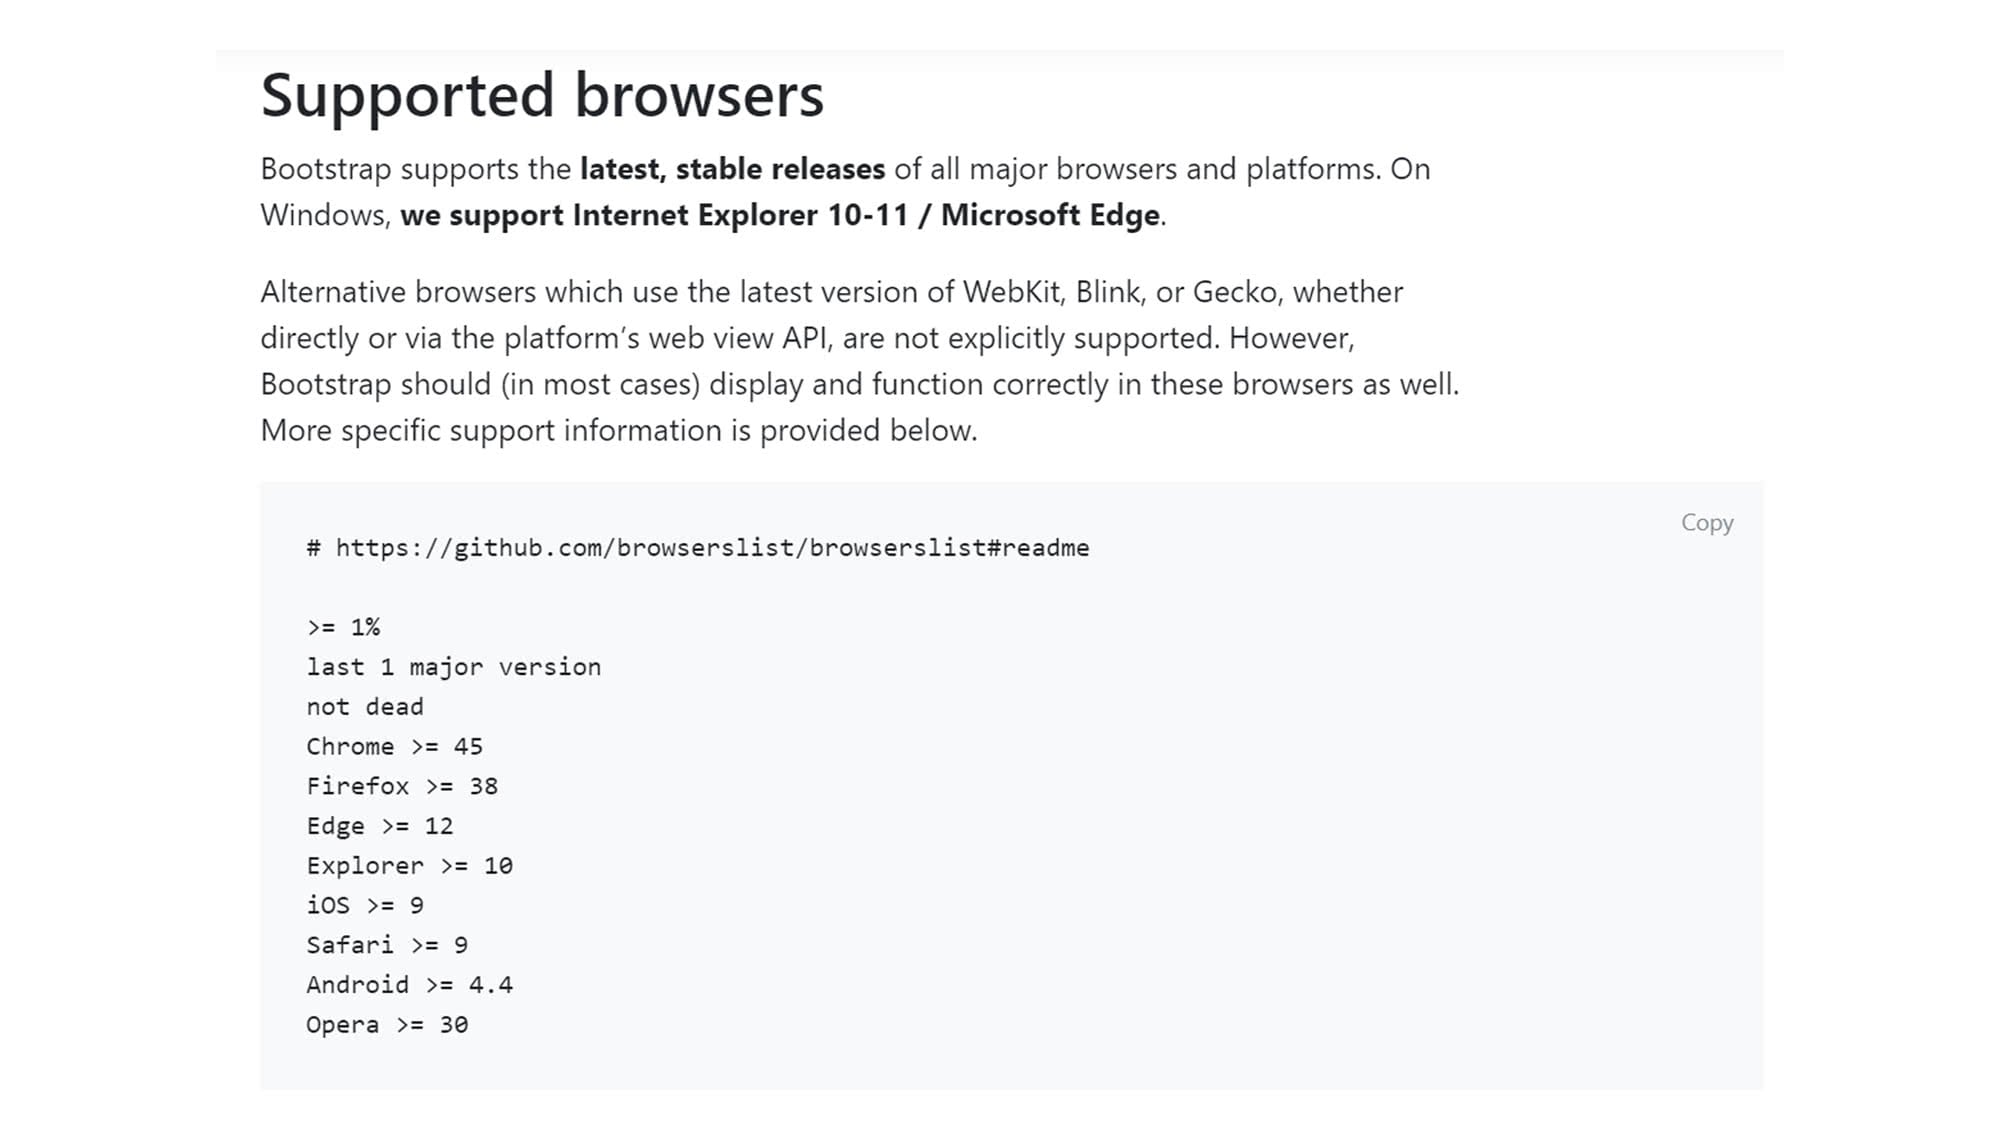 Supported browsers
Bootstrap supports the latest, stable releases of all major browsers and platforms. On
Windows, we support Internet Explorer 10-11 / Microsoft Edge.
Alternative browsers which use the latest version of WebKit, Blink, or Gecko, whether
directly or via the platform’s web view API, are not explicitly supported. However,
Bootstrap should (in most cases) display and function correctly in these browsers as well.
More specific support information is provided below.
Copy
# https://github.com/browserslist/browserslist#readme
>= 1%
last 1 major version
not dead
Chrome >= 45
Firefox >= 38
Edge >= 12
Explorer >= 10
iOS >= 9
Safari >= 9
Android >= 4.4
Opera >= 30